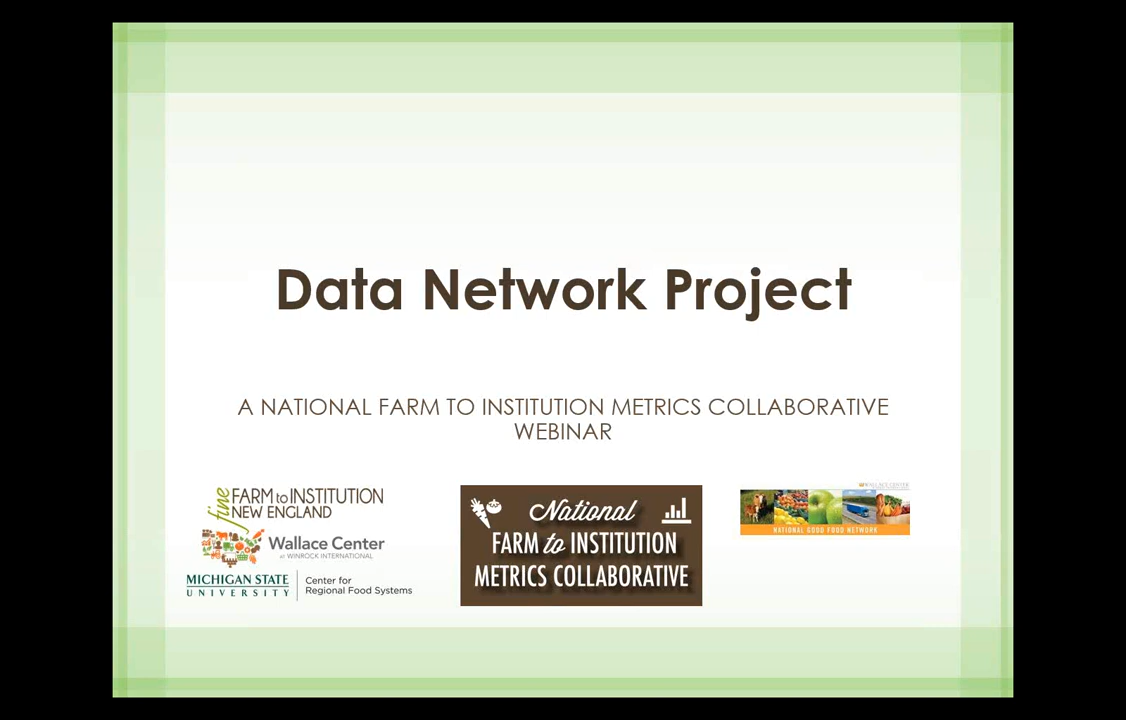 Data Network Project
A NATIONAL FARM TO INSTITUTION METRICS COLLABORATIVE
WEBINAR
fine
FARM to INSTITUTION
NEW ENGLAND
Wallace Center
at WINROCK INTERNATIONAL
MICHIGAN STATE
UNIVERSITY
Center for
Regional Food Systems
National
FARM to INSTITUTION
METRICS COLLABORATIVE
WALLACE CENTER
NATIONAL GOOD FOOD NETWORK